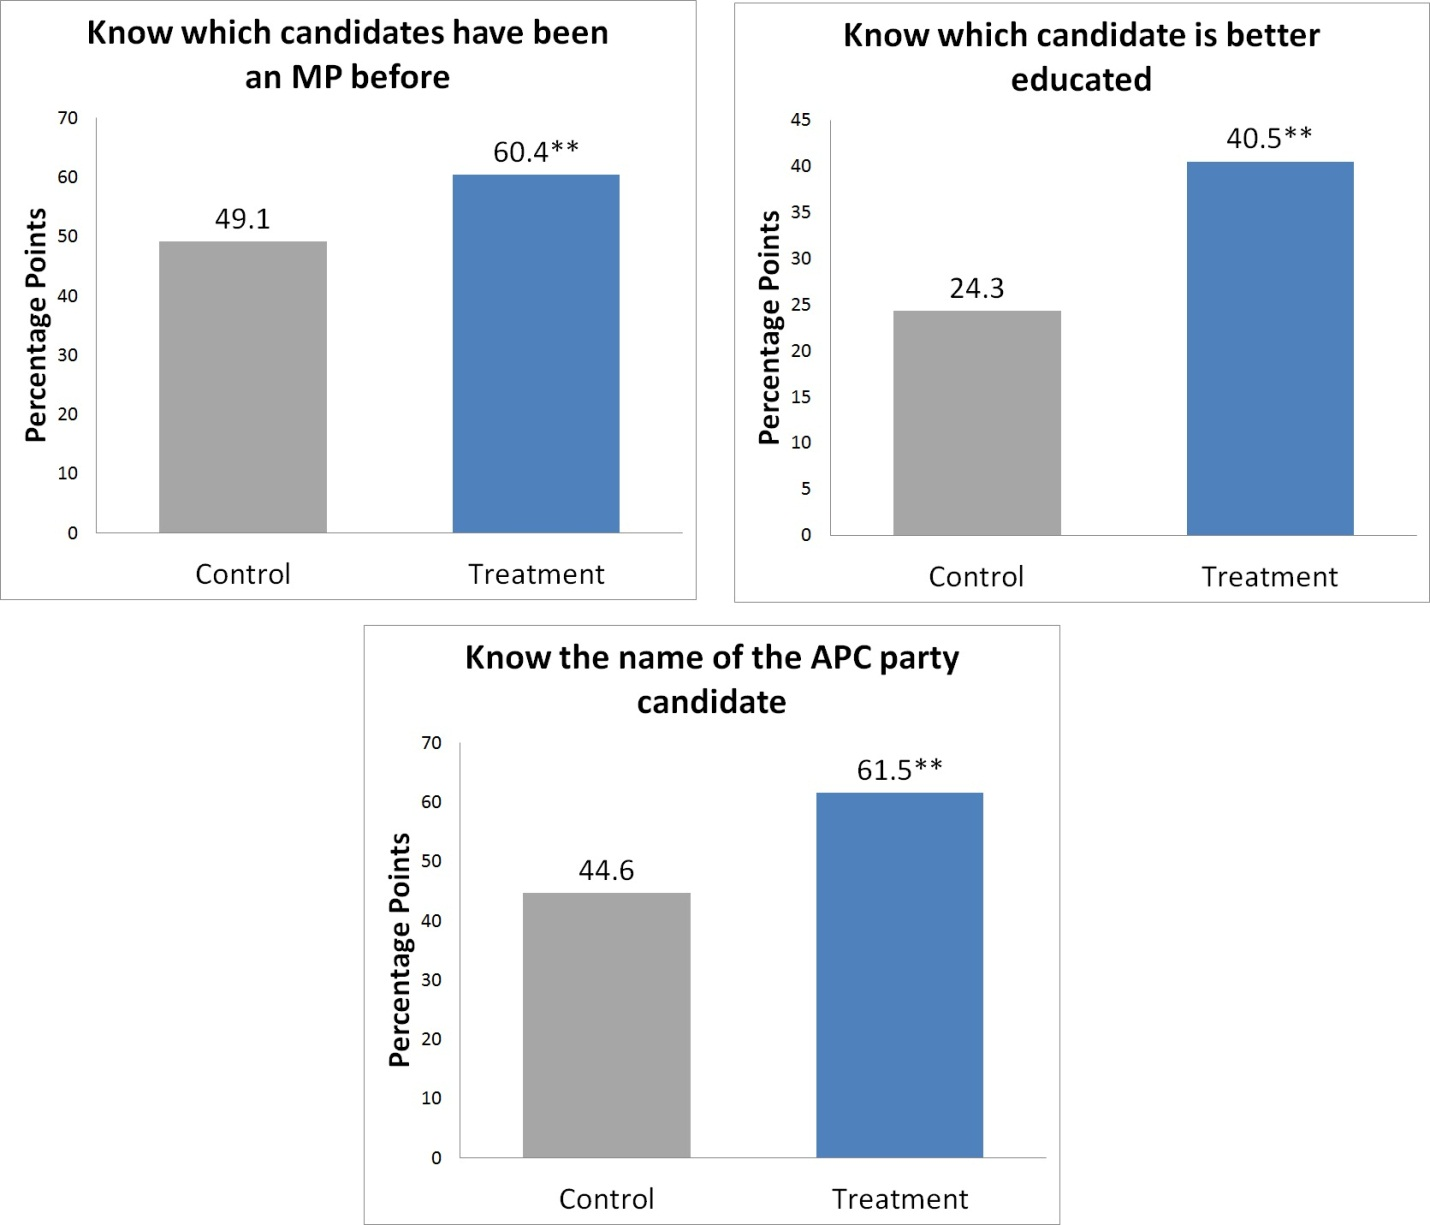 Know which candidates have been
an MP before
Percentage Points
70
60
50
40
30
20
10
0
49.1
60.4**
Control
Treatment
Know which candidate is better
educated
Percentage Points
45
40
35
30
25
20
15
10
5
0
24.3
40.5**
Control
Treatment
Know the name of the APC party
candidate
Percentage Points
70
60
50
40
30
20
10
0
44.6
61.5**
Control
Treatment